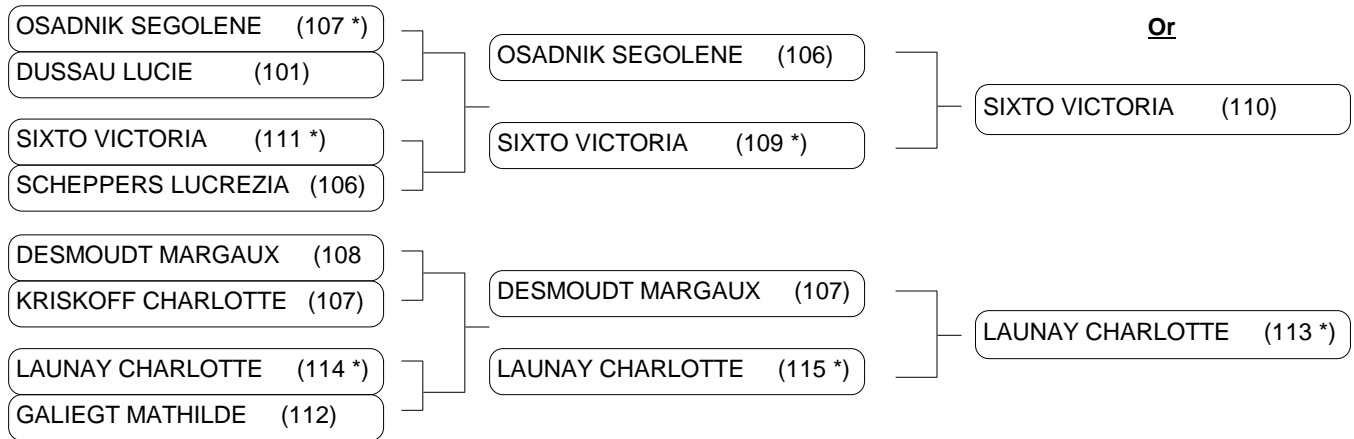 OSADNIK SEGOLENE (107 *)
DUSSAU LUCIE (101)
SIXTO VICTORIA (111 *)
SCHEPPERS LUCREZIA (106)
DESMOUDT MARGAUX (108
KRISKOFF CHARLOTTE (107)
LAUNAY CHARLOTTE (114 *)
GALIEGT MATHILDE (112)
OSADNIK SEGOLENE (106)
SIXTO VICTORIA (109 *)
DESMOUDT MARGAUX (107)
LAUNAY CHARLOTTE (115 *)
Or
SIXTO VICTORIA (110)
LAUNAY CHARLOTTE (113 *)